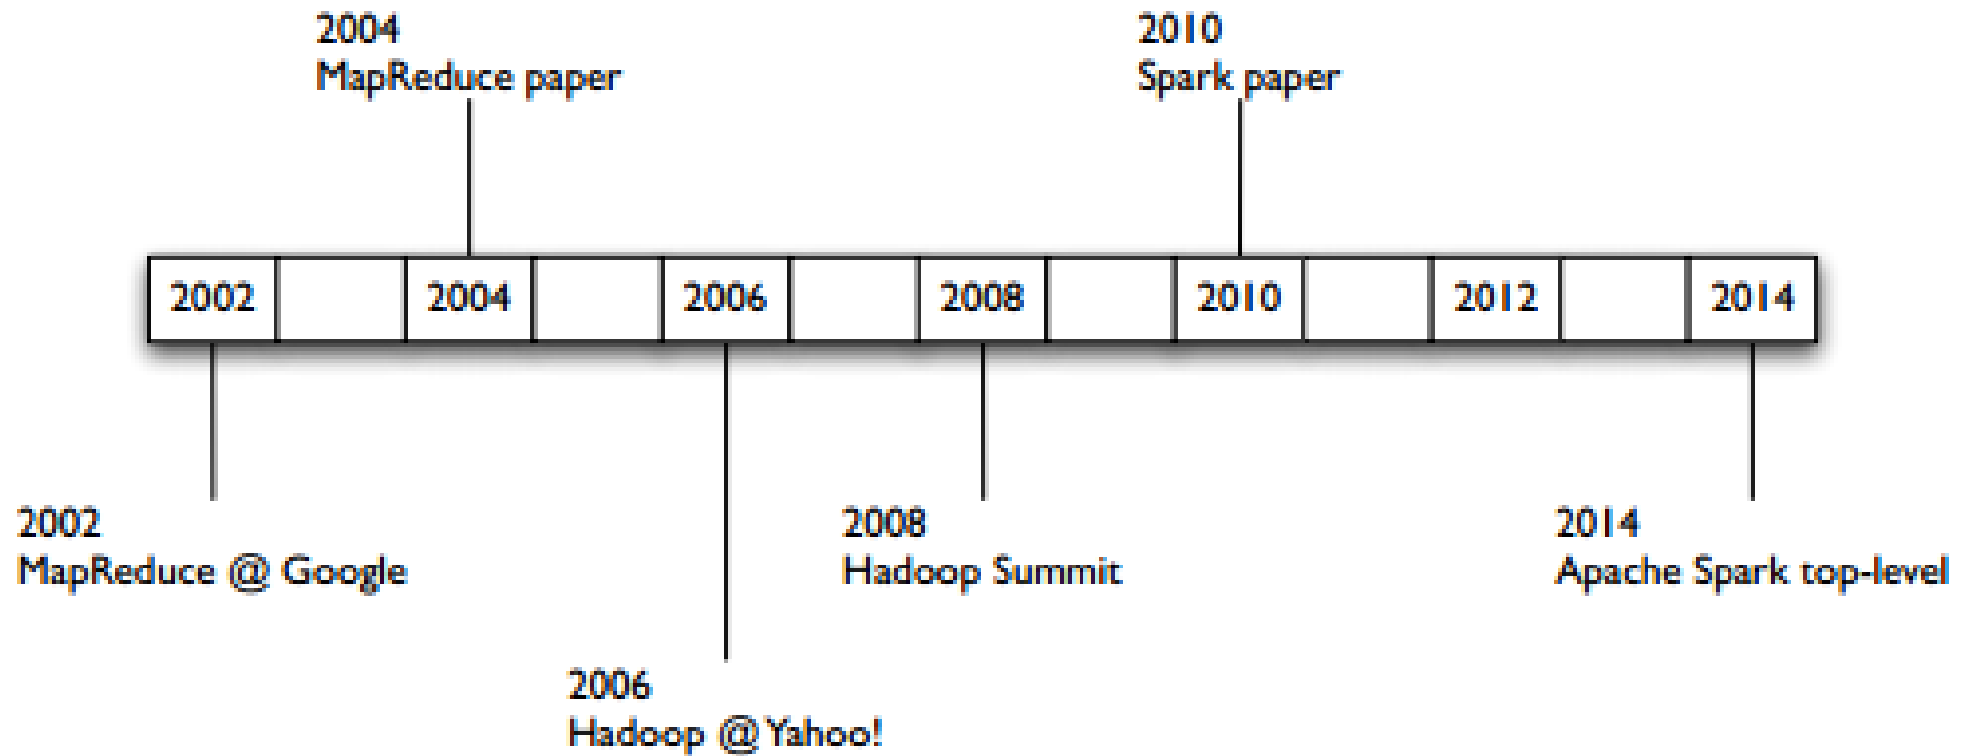 2004
MapReduce paper
2010
Spark paper
2002
2004
2006
2008
2010
2012
2014
2002
MapReduce @ Google
2008
Hadoop Summit
2014
Apache Spark top-level
2006
Hadoop @ Yahoo!